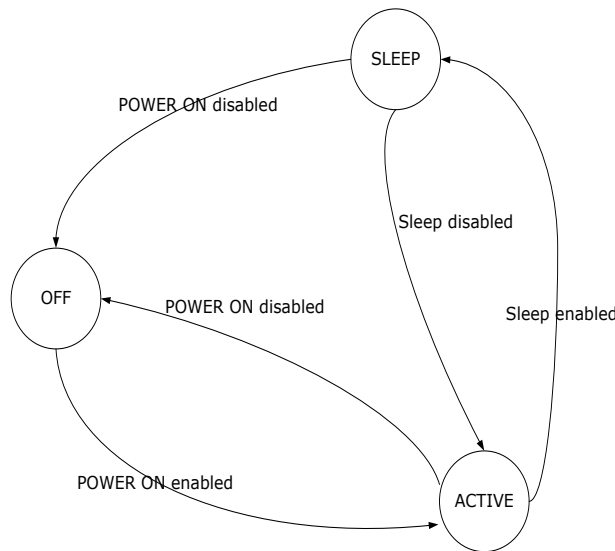 SLEEP
POWER ON disabled
Sleep disabled
OFF
POWER ON disabled
Sleep enabled
POWER ON enabled
ACTIVE